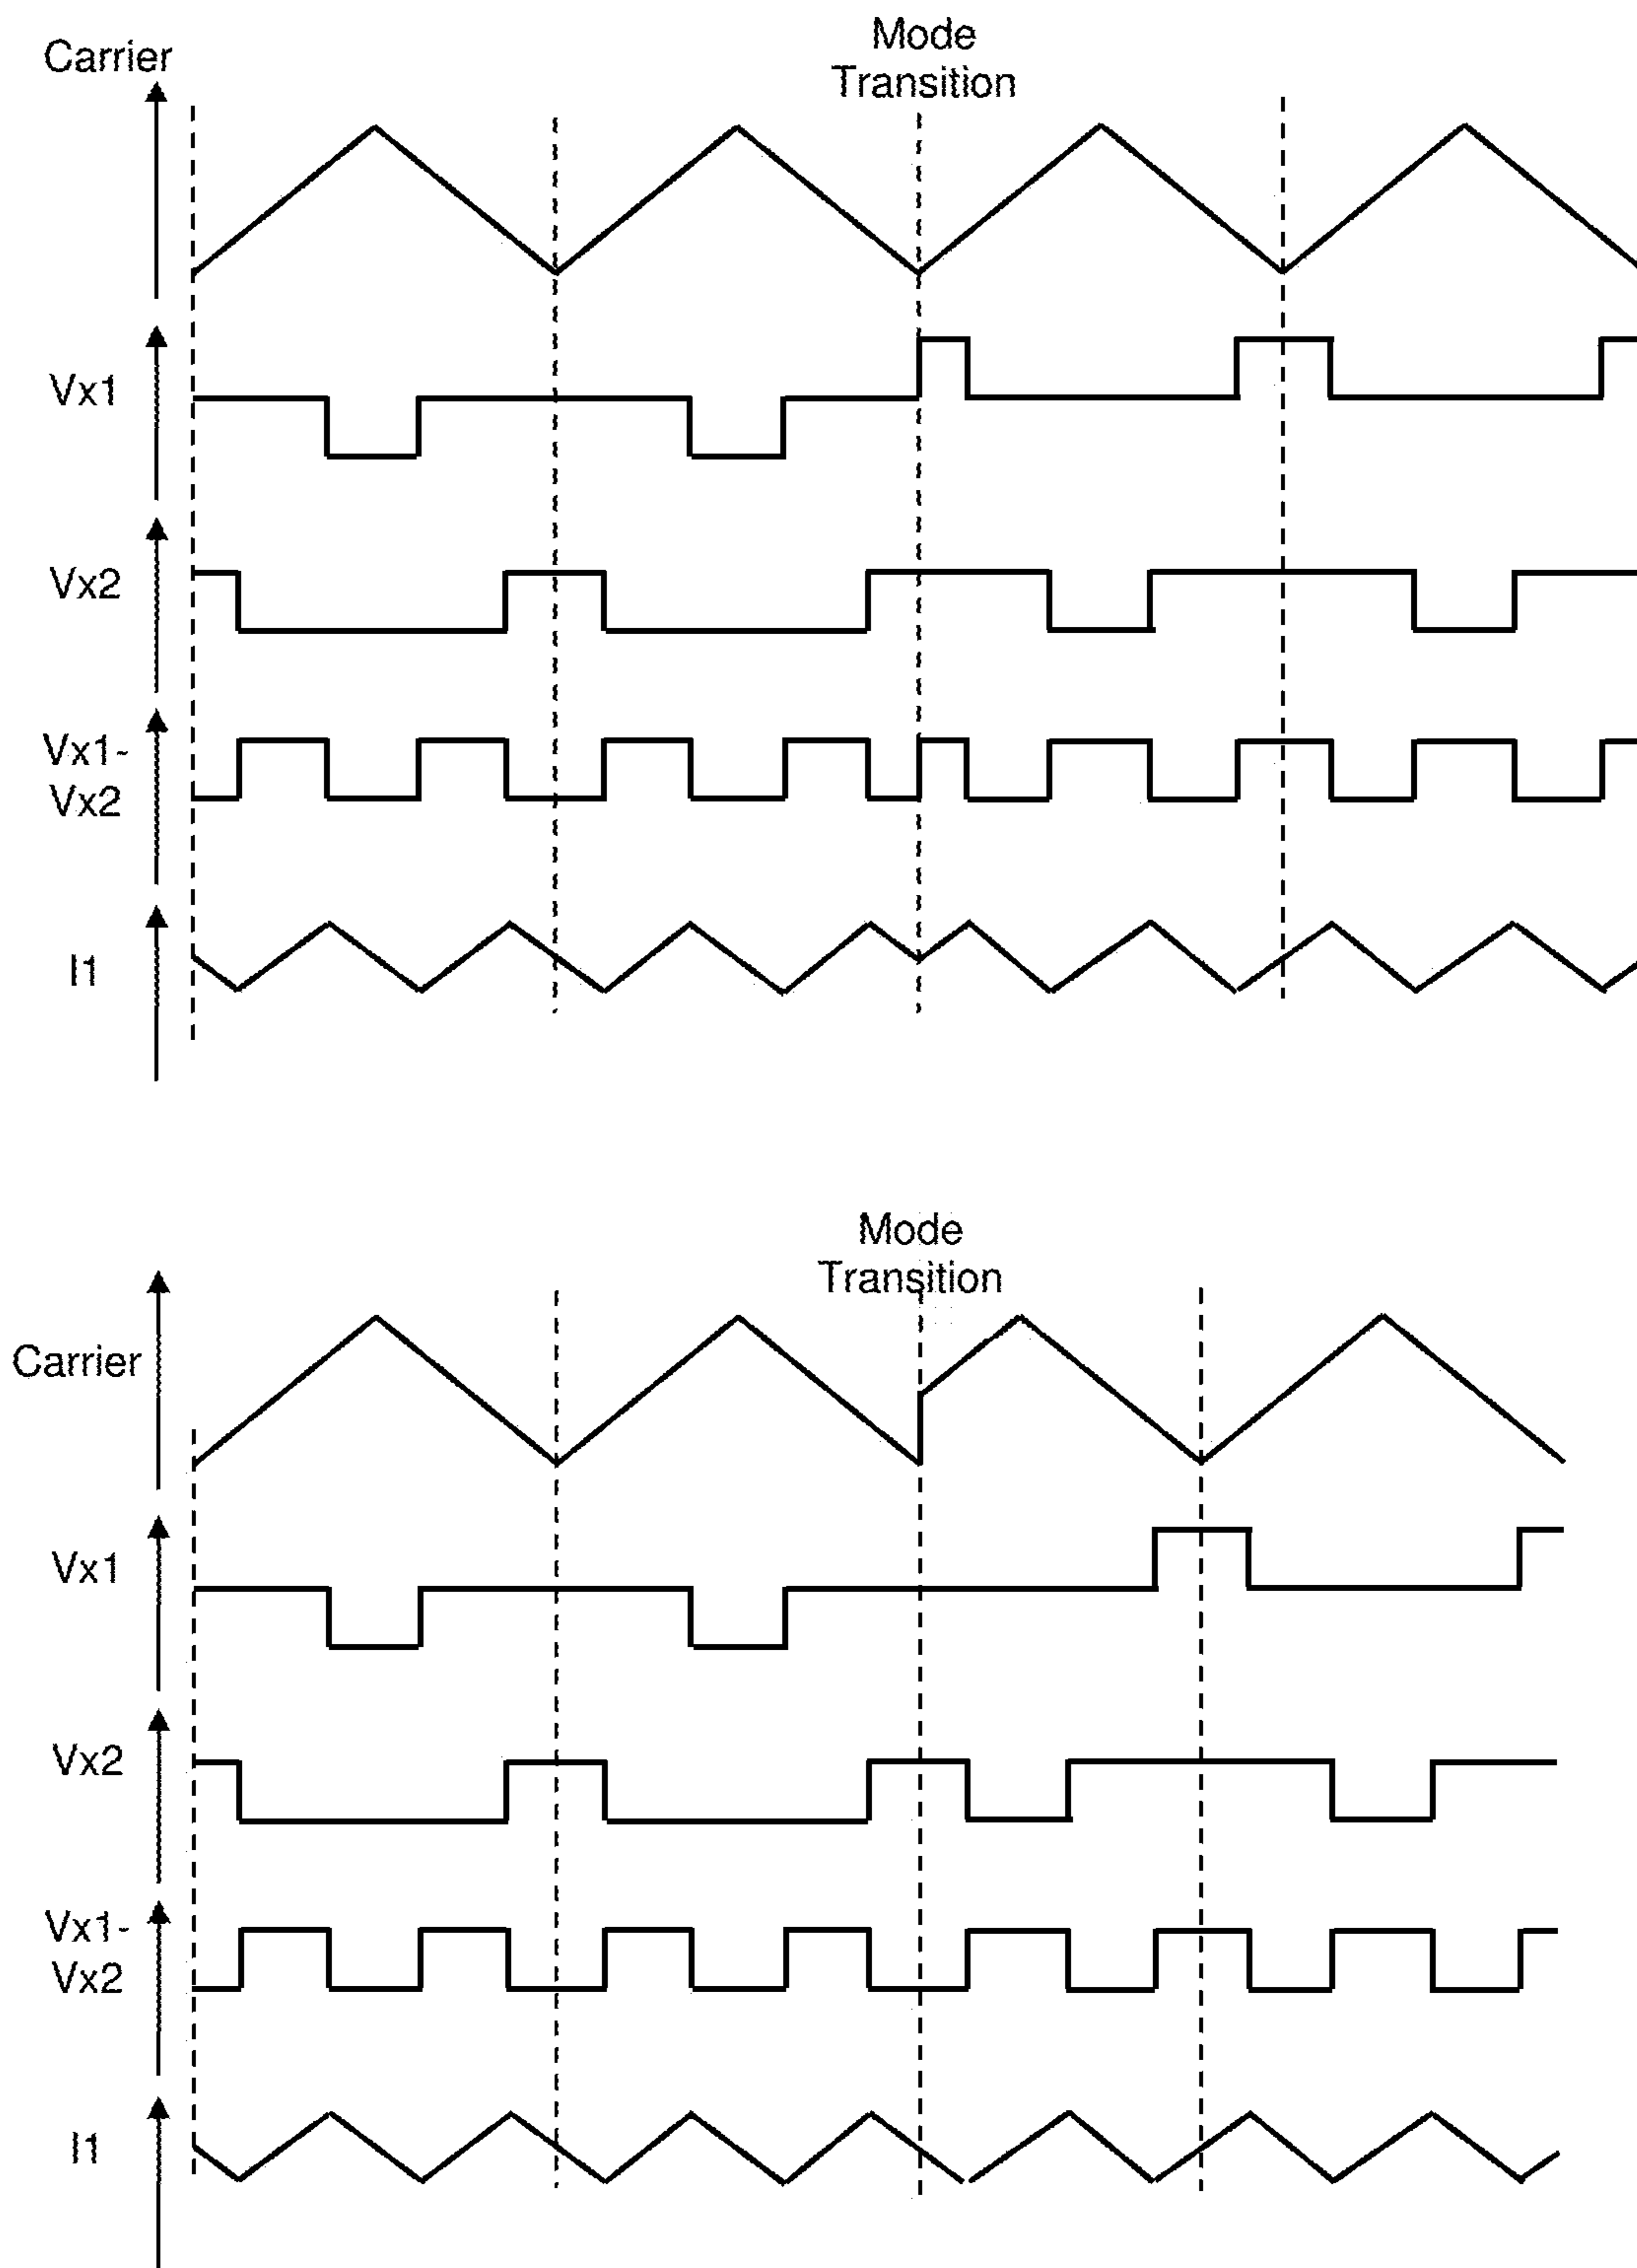 Mode
Transition
Carrier
Vx1
Vx2
Vx1-
Vx2
I1
Mode
Transition
Carrier
Vx1
Vx2
Vx1-
Vx2
I1